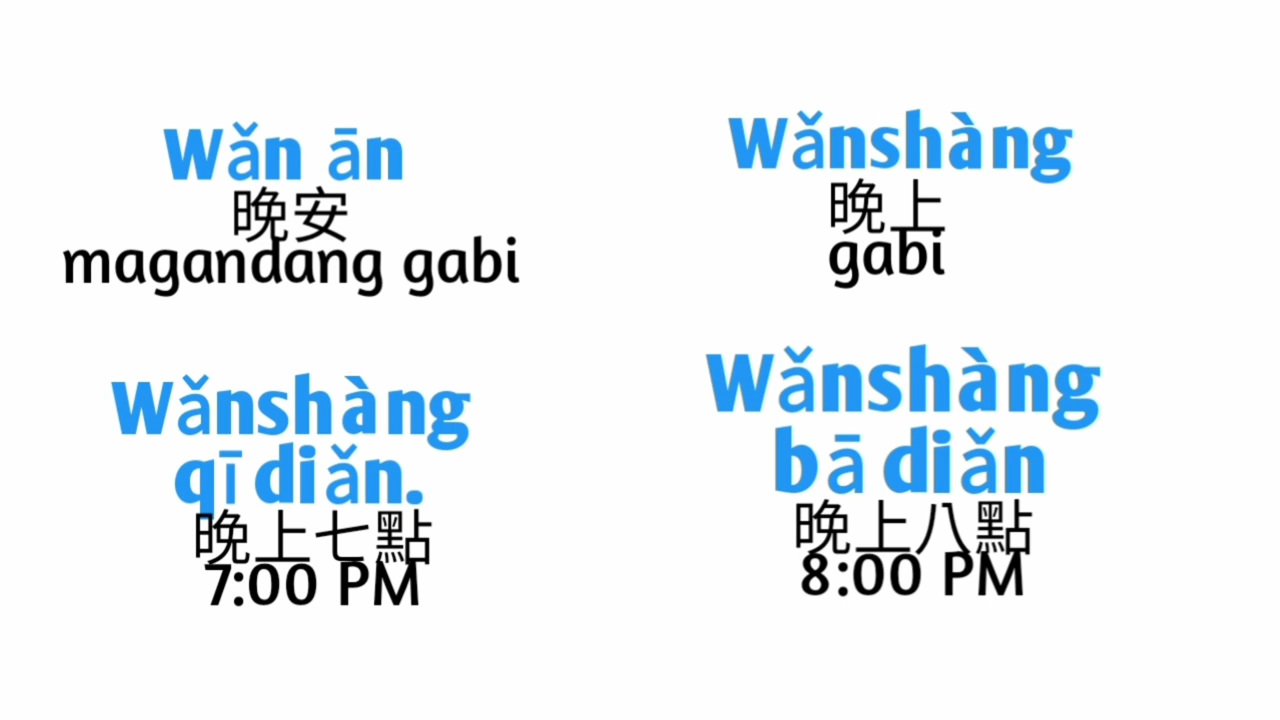 Wǎn ān
晚安
magandang gabi
Wǎnshàng
晚上
gabi
Wǎnshàng
qī diǎn.
晚上七點
7:00 PM
Wǎnshàng
bā diǎn
晚上八點
8:00 PM